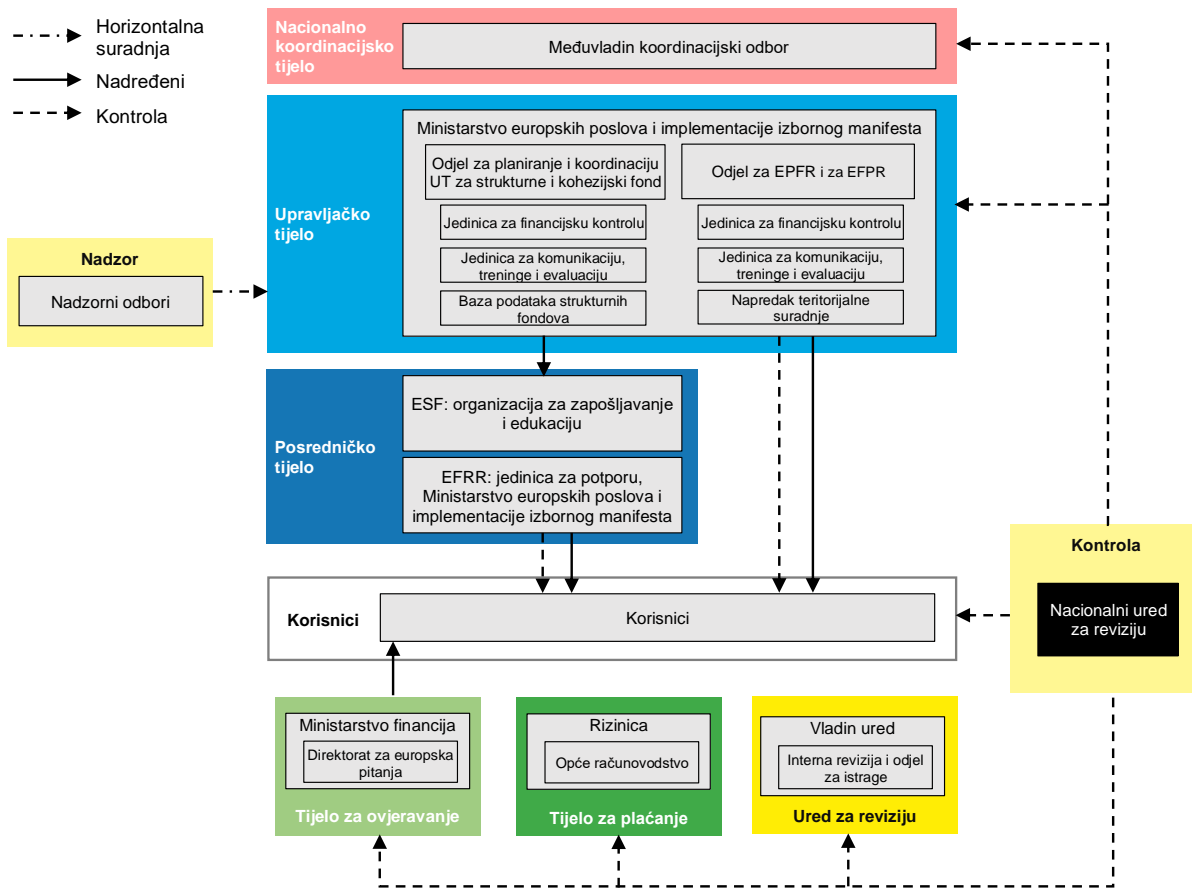 Horizontalna
suradnja
Nadređeni
Kontrola
Nacionalno
koordinacijsko
tijelo
Međuvladin koordinacijski odbor
Upravljačko
tijelo
Ministarstvo europskih poslova i implementacije izbornog manifesta
Odjel za planiranje i koordinaciju
UT za strukturne i kohezijski fond
Odjel za EPFR i za EFPR
Jedinica za financijsku kontrolu
Jedinica za financijsku kontrolu
Jedinica za komunikaciju,
treninge i evaluaciju
Jedinica za komunikaciju,
treninge i evaluaciju
Baza podataka strukturnih
fondova
Napredak teritorijalne
suradnje
Nadzor
Nadzorni odbori
Posredničko
tijelo
ESF: organizacija za zapošljavanje
i edukaciju
EFRR: jedinica za potporu,
Ministarstvo europskih poslova i
implementacije izbornog manifesta
Kontrola
Nacionalni ured
za reviziju
Korisnici
Korisnici
Ministarstvo financija
Direktorat za europska
pitanja
Tijelo za ovjeravanje
Rizinica
Opće računovodstvo
Tijelo za plaćanje
Vladin ured
Interna revizija i odjel
za istrage
Ured za reviziju